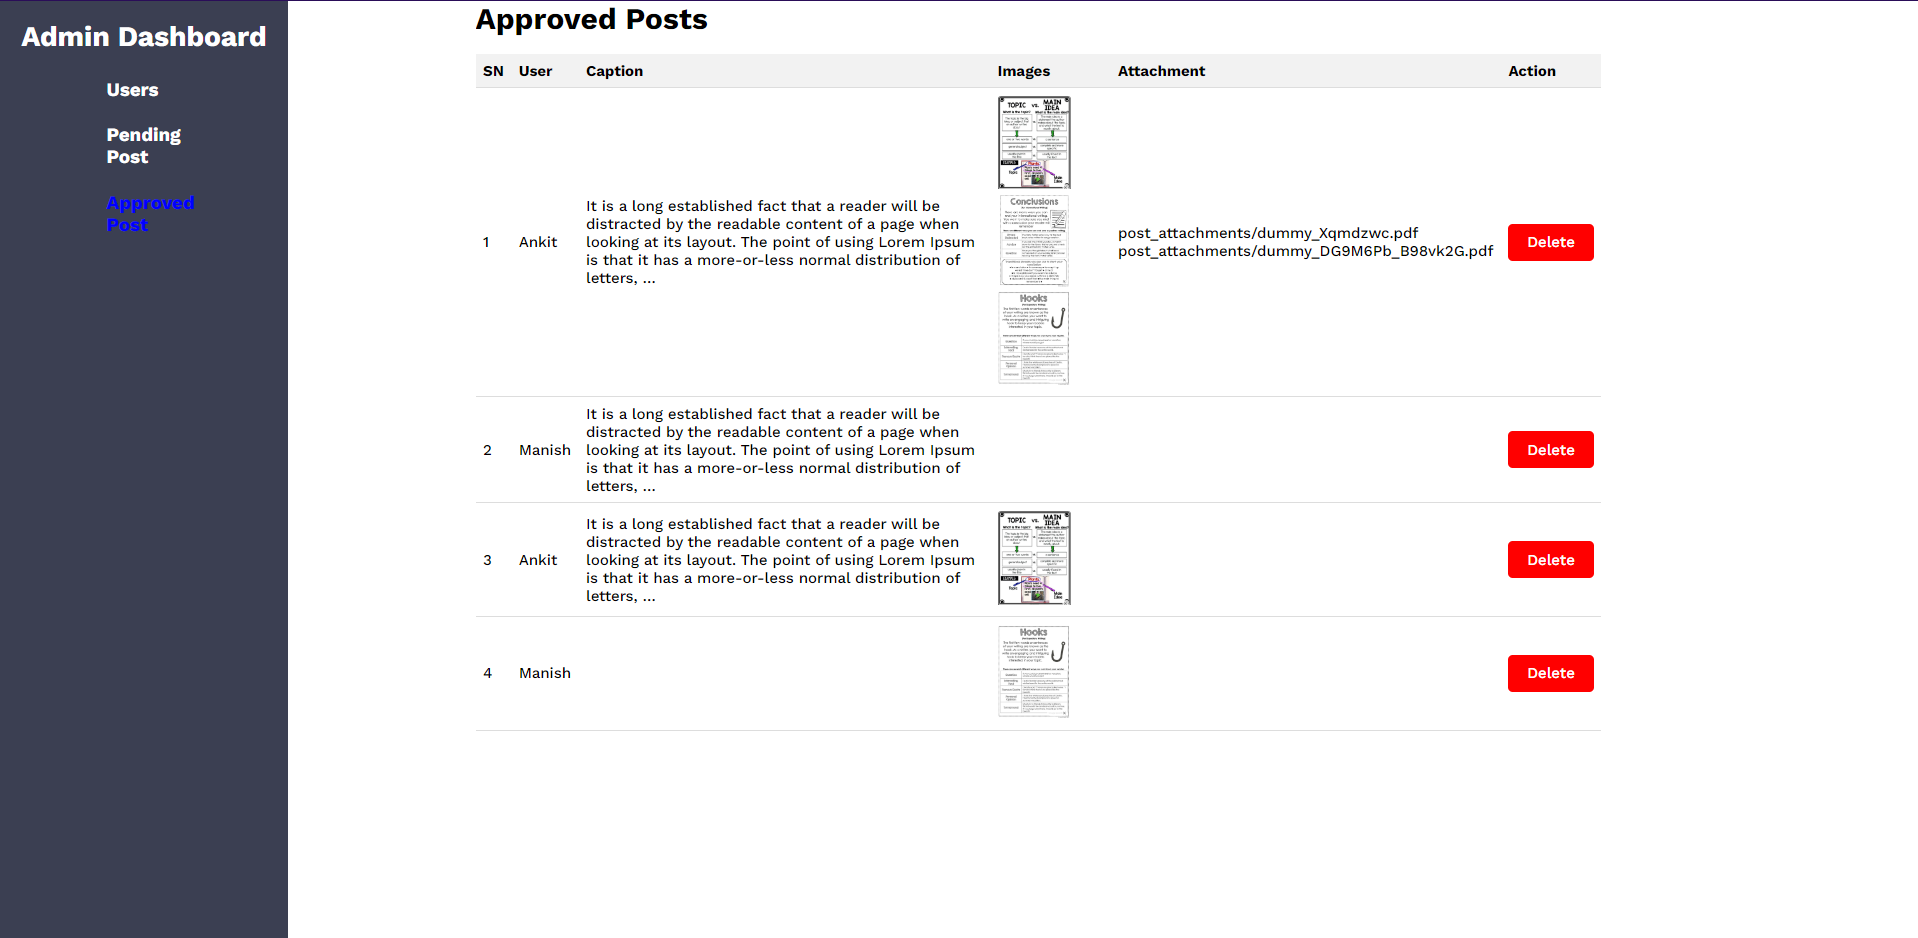 Admin Dashboard
Users
Pending
Post
Approved
Post
Approved Posts
SN User Caption Images Attachment Action
TOPIC vs. MAIN
IDEA
Conclusions
Hooks
1 Ankit
It is a long established fact that a reader will be
distracted by the readable content of a page when
looking at its layout. The point of using Lorem Ipsum
is that it has a more-or-less normal distribution of
letters, ...
post_attachments/dummy_Xqmdzwc.pdf
post_attachments/dummy_DG9M6Pb_B98vk2G.pdf
Delete
2 Manish
It is a long established fact that a reader will be
distracted by the readable content of a page when
looking at its layout. The point of using Lorem Ipsum
is that it has a more-or-less normal distribution of
letters, ...
Delete
3 Ankit
It is a long established fact that a reader will be
distracted by the readable content of a page when
looking at its layout. The point of using Lorem Ipsum
is that it has a more-or-less normal distribution of
letters, ...
TOPIC vs. MAIN
IDEA
Delete
4 Manish
Hooks
Delete